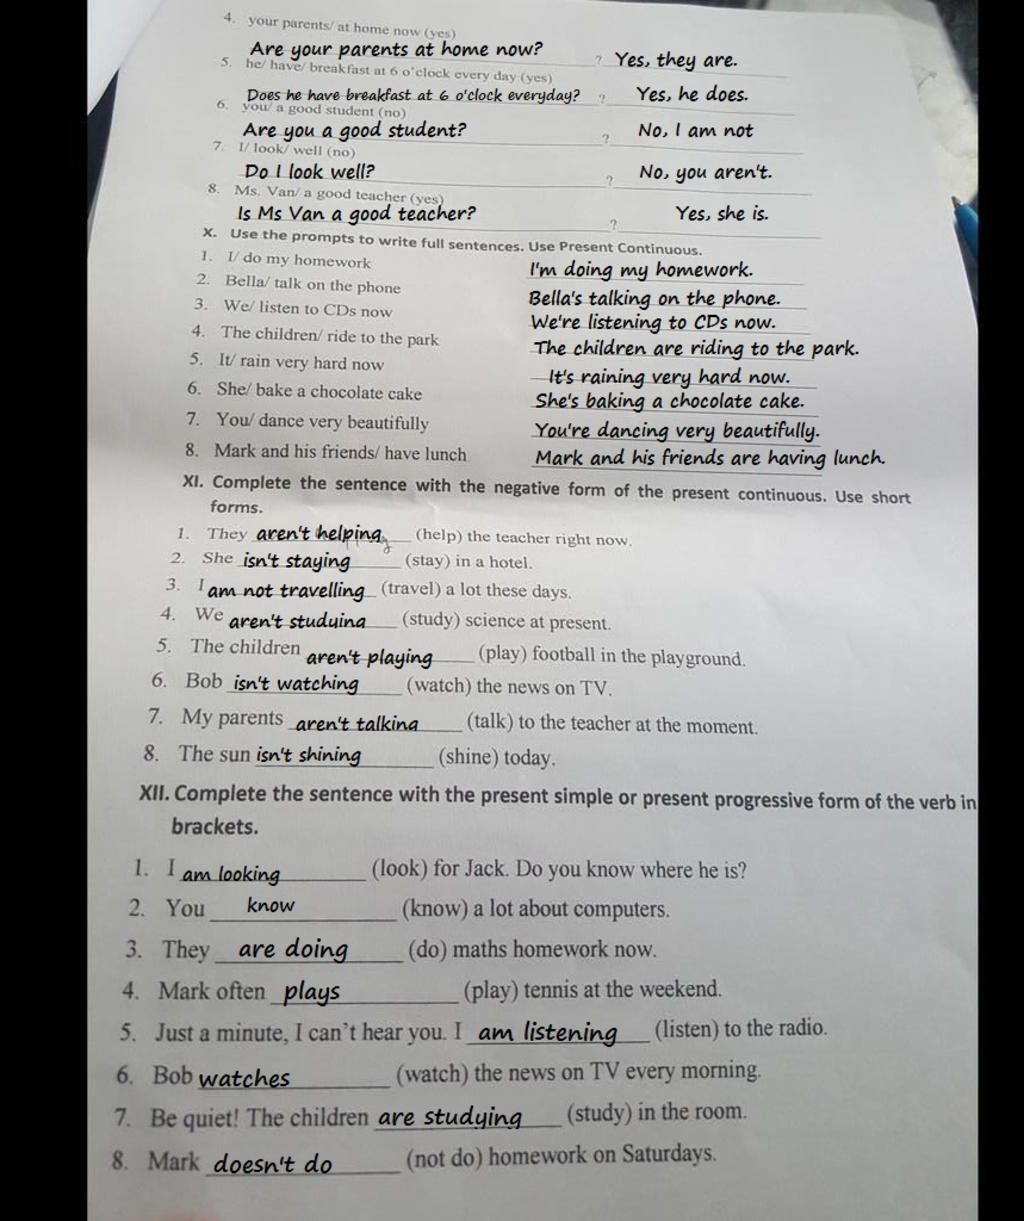 4. your parents/ at home now (yes)
Are your parents at home now? ? Yes, they are.
5. he/ have/ breakfast at 6 o'clock every day (yes)
Does he have breakfast at 6 o'clock everyday? ? Yes, he does.
6. you/ a good student (no)
Are you a good student? ? No, I am not
7. I/ look/ well (no)
Do I look well? ? No, you aren't.
8. Ms. Van/ a good teacher (yes)
Is Ms Van a good teacher? ? Yes, she is.
X. Use the prompts to write full sentences. Use Present Continuous.
1. I/ do my homework I'm doing my homework.
2. Bella/ talk on the phone Bella's talking on the phone.
3. We/ listen to CDs now We're listening to CDs now.
4. The children/ ride to the park The children are riding to the park.
5. It/ rain very hard now It's raining very hard now.
6. She/ bake a chocolate cake She's baking a chocolate cake.
7. You/ dance very beautifully You're dancing very beautifully.
8. Mark and his friends/ have lunch Mark and his friends are having lunch.
XI. Complete the sentence with the negative form of the present continuous. Use short
forms.
1. They aren't helping (help) the teacher right now.
2. She isn't staying (stay) in a hotel.
3. I am not travelling (travel) a lot these days.
4. We aren't studying (study) science at present.
5. The children aren't playing (play) football in the playground.
6. Bob isn't watching (watch) the news on TV.
7. My parents aren't talking (talk) to the teacher at the moment.
8. The sun isn't shining (shine) today.
XII. Complete the sentence with the present simple or present progressive form of the verb in
brackets.
1. I am looking (look) for Jack. Do you know where he is?
2. You know (know) a lot about computers.
3. They are doing (do) maths homework now.
4. Mark often plays (play) tennis at the weekend.
5. Just a minute, I can't hear you. I am listening (listen) to the radio.
6. Bob watches (watch) the news on TV every morning.
7. Be quiet! The children are studying (study) in the room.
8. Mark doesn't do (not do) homework on Saturdays.